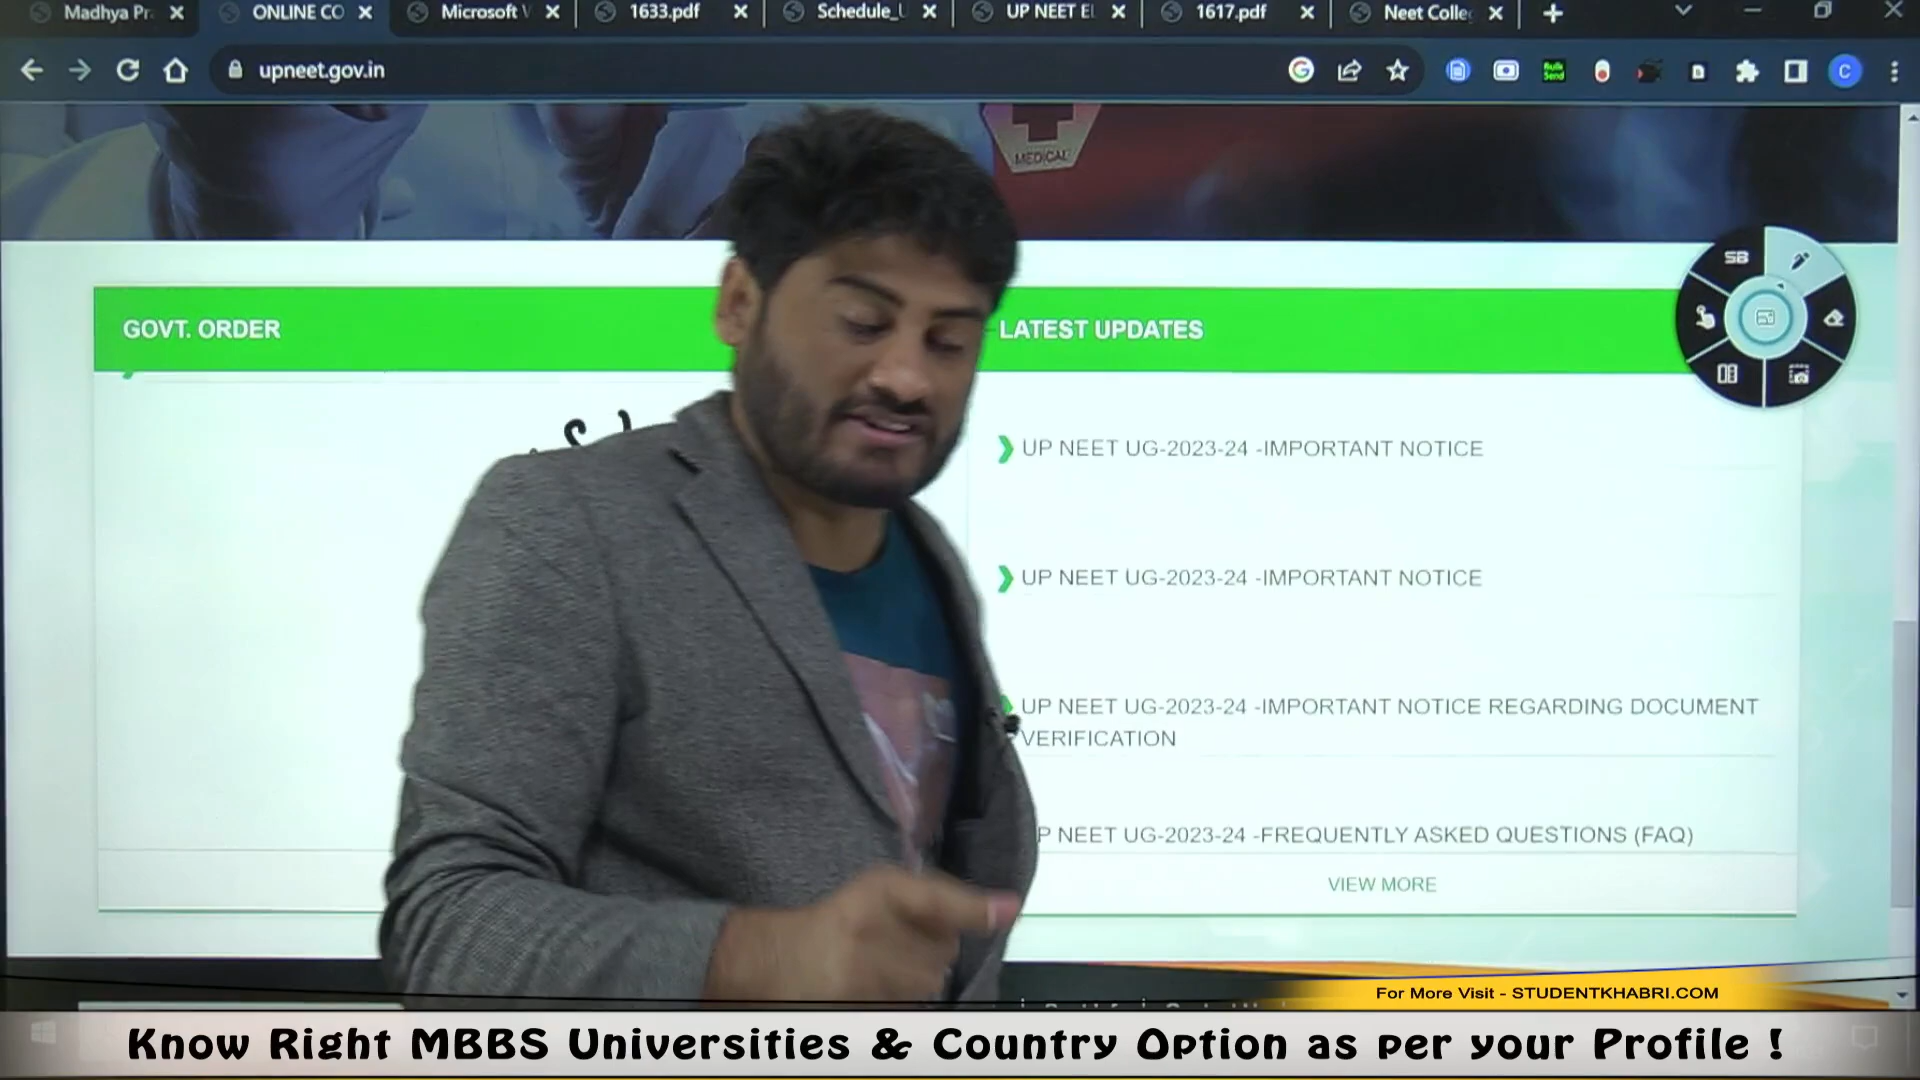 Madhya Pr
ONLINE CO
Microsoft
1633.pdf
Schedule_
UP NEET
1617.pdf
Neet Colle
upneet.gov.in
Bulk
Send
C
MEDICAL
SB
GOVT. ORDER
LATEST UPDATES
UP NEET UG-2023-24 -IMPORTANT NOTICE
UP NEET UG-2023-24 -IMPORTANT NOTICE
UP NEET UG-2023-24 -IMPORTANT NOTICE REGARDING DOCUMENT
VERIFICATION
P NEET UG-2023-24 -FREQUENTLY ASKED QUESTIONS (FAQ)
VIEW MORE
For More Visit - STUDENTKHABRI.COM
Know Right MBBS Universities & Country Option as per your Profile !